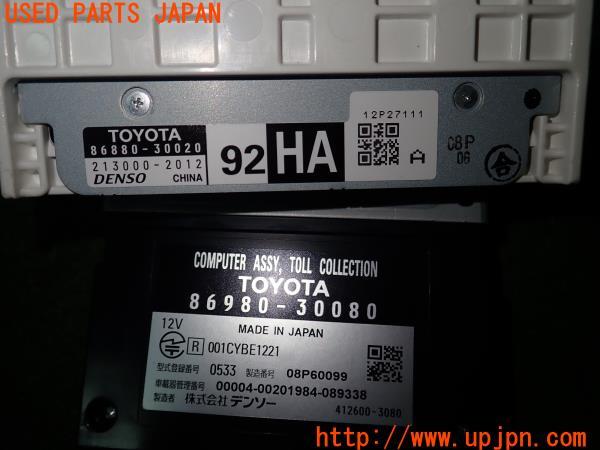 USED PARTS JAPAN
TOYOTA
86880-30020
213000-2012
DENSO CHINA
92 HA
12P27111
A
08P
06
合
COMPUTER ASSY, TOLL COLLECTION
TOYOTA
86980-30080
12V
MADE IN JAPAN
R 001CYBE1221
型式登録番号 0533 製造番号 08P60099
車載器管理番号 00004-00201984-089338
製造者 株式会社 デンソー 412600-3080
http://www.upjpn.com